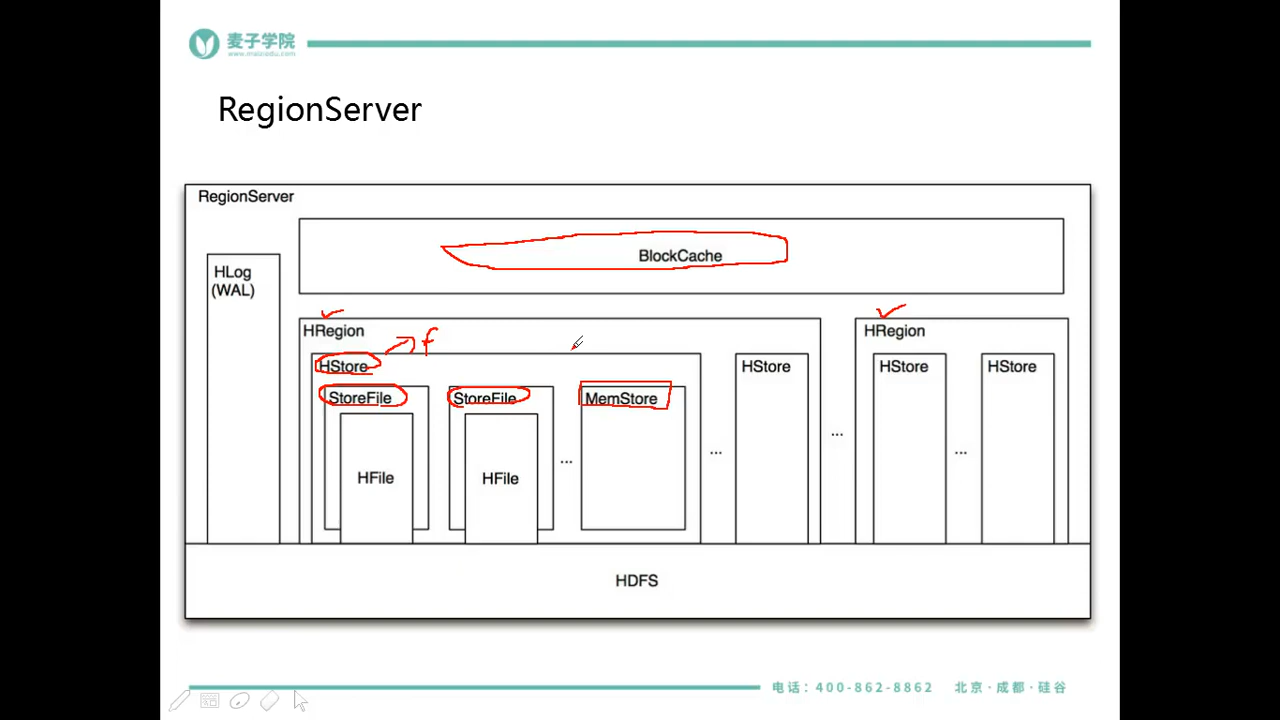 麦子学院
www.maiziedu.com
RegionServer
RegionServer
BlockCache
HLog
(WAL)
HRegion
HRegion
f
HStore
HStore
HStore
HStore
StoreFile
StoreFile
MemStore
...
...
...
...
HFile
HFile
HDFS
电话：400-862-8862 北京·成都·硅谷